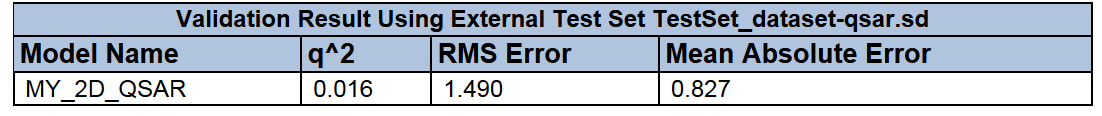 Validation Result Using External Test Set TestSet_dataset-qsar.sd
Model Name q^2 RMS Error Mean Absolute Error
MY_2D_QSAR 0.016 1.490 0.827